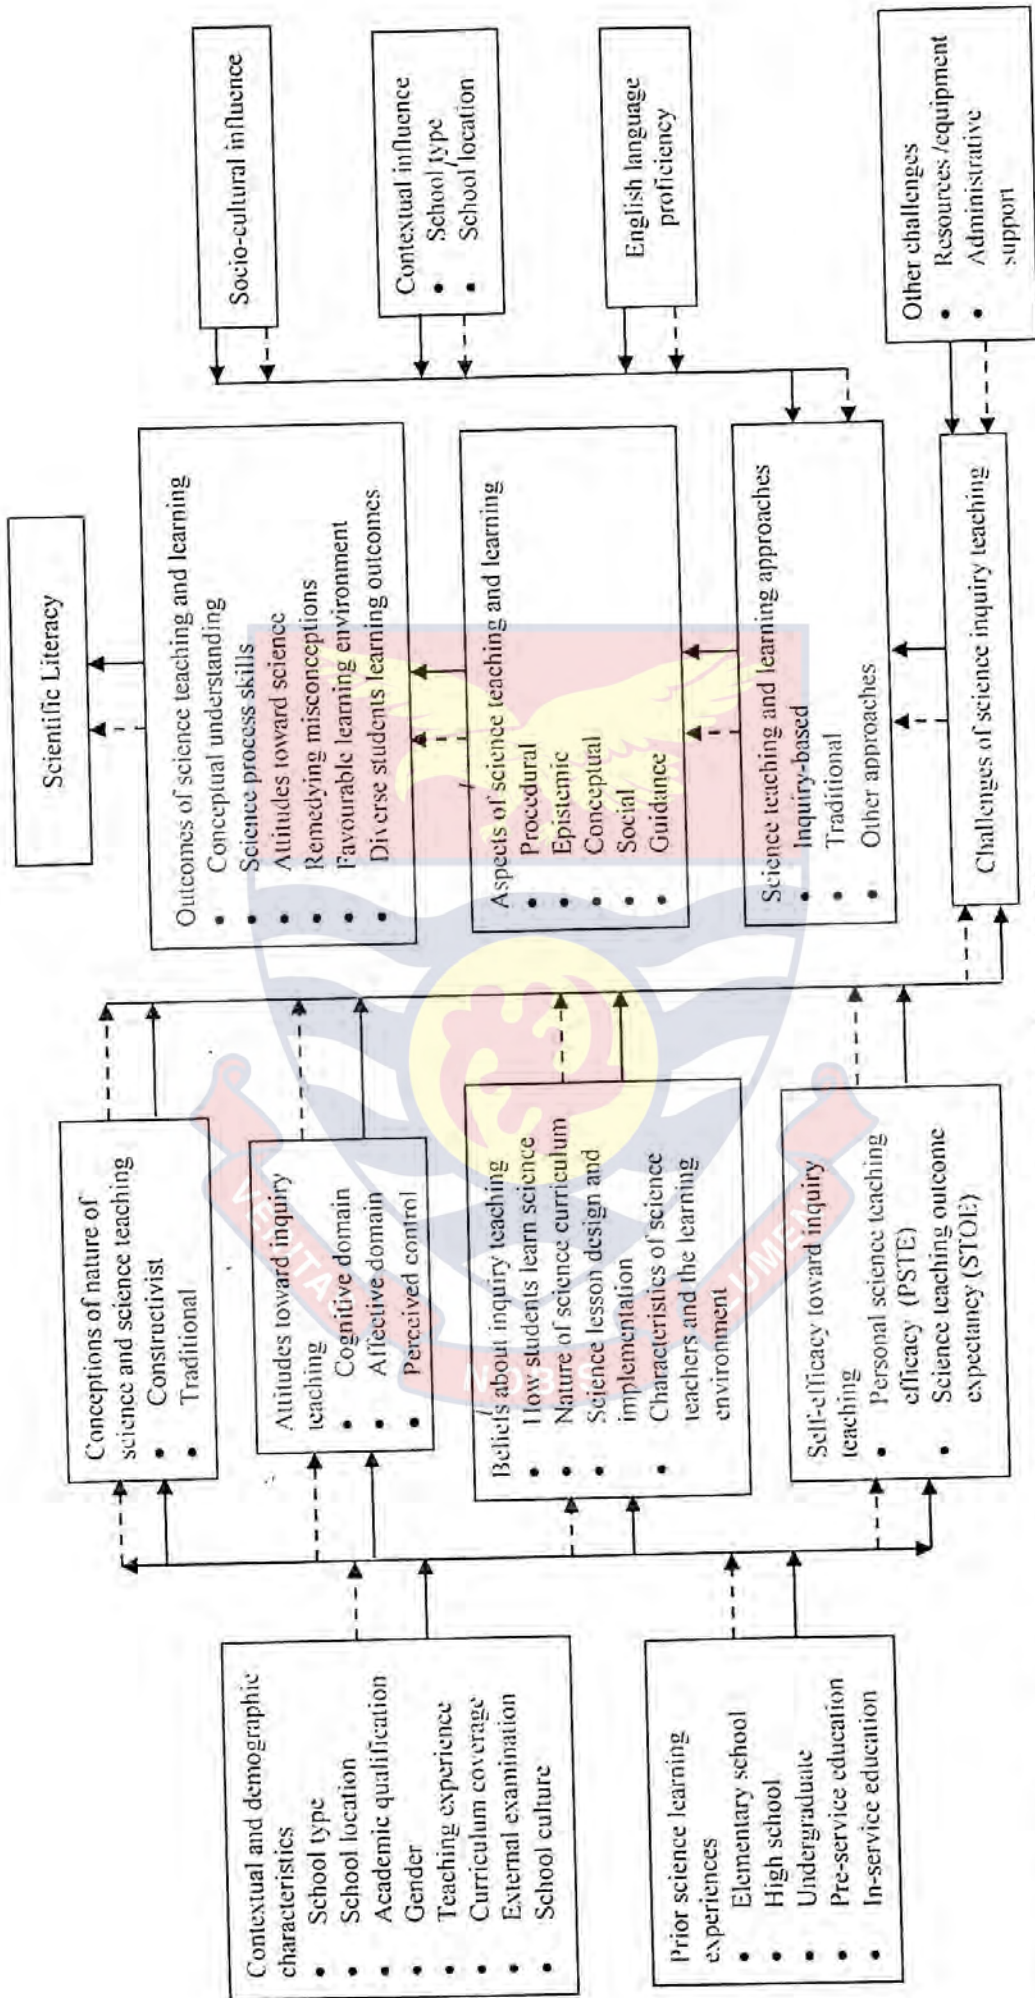 Contextual and demographic
characteristics
• School type
• School location
• Academic qualification
• Gender
• Teaching experience
• Curriculum coverage
• External examination
• School culture
Prior science learning
experiences
• Elementary school
• High school
• Undergraduate
• Pre-service education
• In-service education
Conceptions of nature of
science and science teaching
• Constructivist
• Traditional
Attitudes toward inquiry
teaching
• Cognitive domain
• Affective domain
• Perceived control
Beliefs about inquiry teaching
• How students learn science
• Nature of science curriculum
• Science lesson design and
implementation
• Characteristics of science
teachers and the learning
environment
Self-efficacy toward inquiry
teaching
• Personal science teaching
efficacy (PSTE)
• Science teaching outcome
expectancy (STOE)
Scientific Literacy
Outcomes of science teaching and learning
• Conceptual understanding
• Science process skills
• Attitudes toward science
• Remedying misconceptions
• Favourable learning environment
• Diverse students learning outcomes
Aspects of science teaching and learning
• Procedural
• Epistemic
• Conceptual
• Social
• Guidance
Science teaching and learning approaches
• Inquiry-based
• Traditional
• Other approaches
Challenges of science inquiry teaching
Socio-cultural influence
Contextual influence
• School type
• School location
English language
proficiency
Other challenges
• Resources /equipment
• Administrative
support
VERITAS
NOBIS
LUMEN